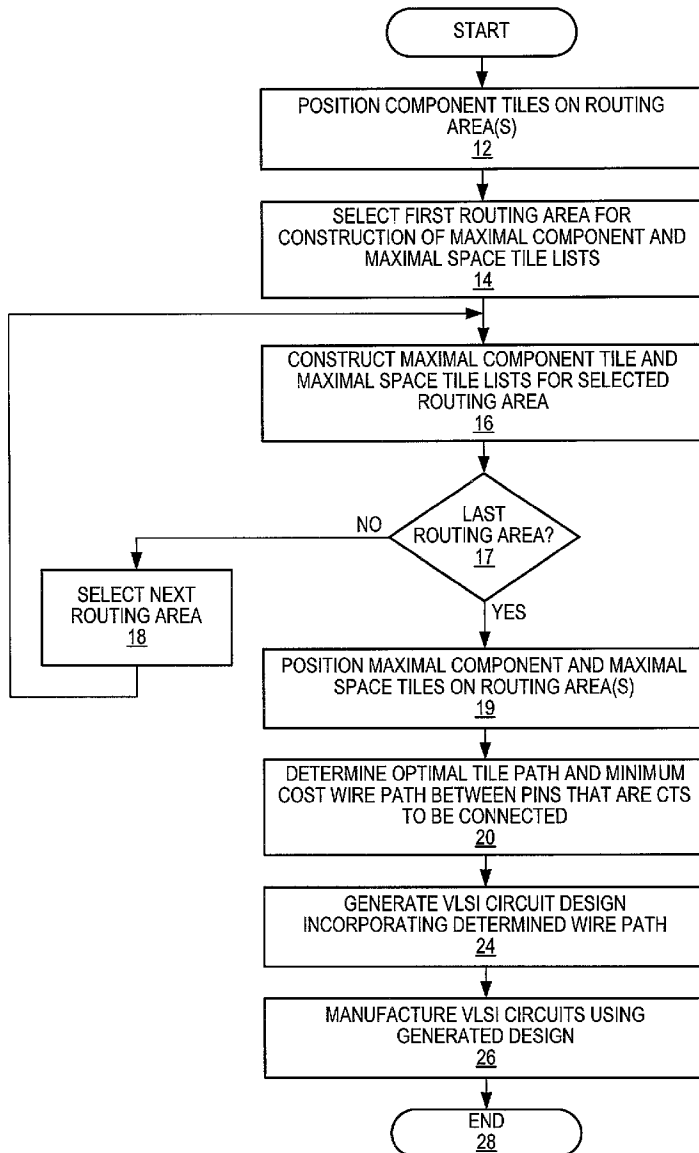 START
POSITION COMPONENT TILES ON ROUTING
AREA(S)
12
SELECT FIRST ROUTING AREA FOR
CONSTRUCTION OF MAXIMAL COMPONENT AND
MAXIMAL SPACE TILE LISTS
14
CONSTRUCT MAXIMAL COMPONENT TILE AND
MAXIMAL SPACE TILE LISTS FOR SELECTED
ROUTING AREA
16
LAST
ROUTING AREA?
17
NO
SELECT NEXT
ROUTING AREA
18
YES
POSITION MAXIMAL COMPONENT AND MAXIMAL
SPACE TILES ON ROUTING AREA(S)
19
DETERMINE OPTIMAL TILE PATH AND MINIMUM
COST WIRE PATH BETWEEN PINS THAT ARE CTS
TO BE CONNECTED
20
GENERATE VLSI CIRCUIT DESIGN
INCORPORATING DETERMINED WIRE PATH
24
MANUFACTURE VLSI CIRCUITS USING
GENERATED DESIGN
26
END
28